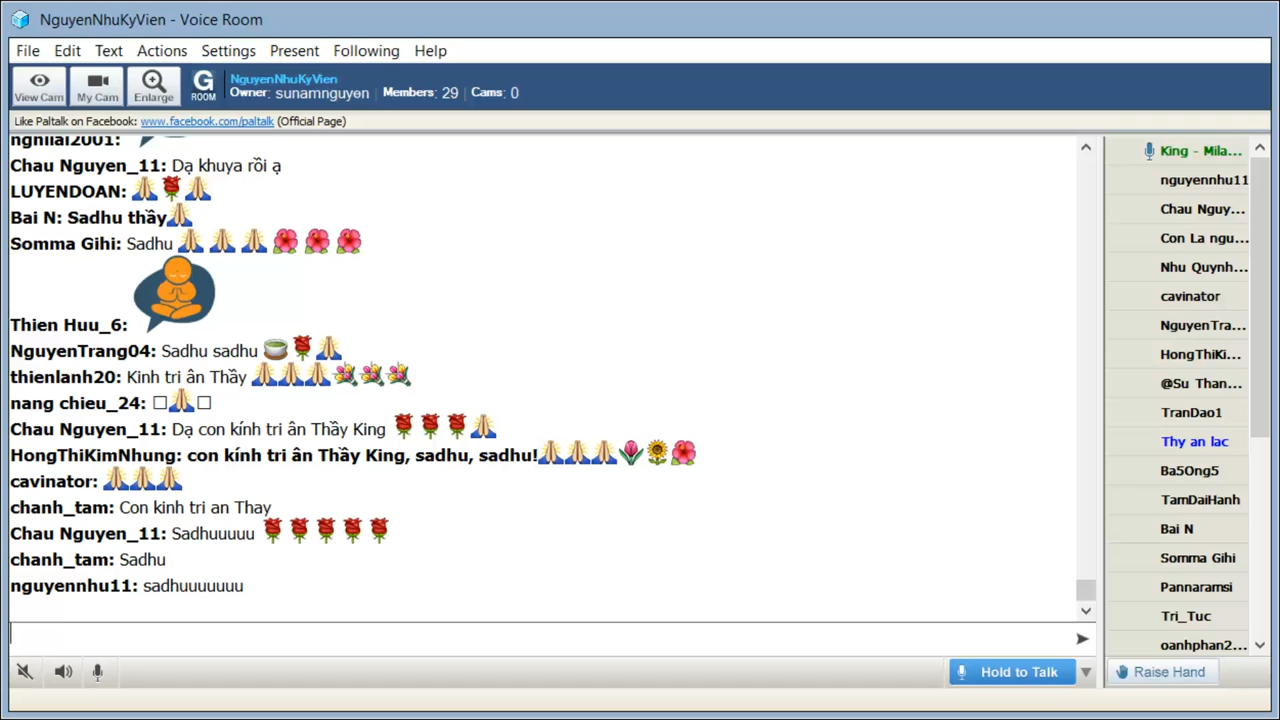 NguyenNhuKyVien - Voice Room
File Edit Text Actions Settings Present Following Help
View Cam My Cam Enlarge G ROOM
NguyenNhuKyVien
Owner: sunamnguyen | Members: 29 | Cams: 0
Like Paltalk on Facebook: www.facebook.com/paltalk (Official Page)
nghilai2001:
Chau Nguyen_11: Dạ khuya rồi ạ
LUYENDOAN:
Bai N: Sadhu thầy
Somma Gihi: Sadhu
Thien Huu_6:
NguyenTrang04: Sadhu sadhu
thienlanh20: Kinh tri ân Thầy
nang chieu_24:
Chau Nguyen_11: Dạ con kính tri ân Thầy King
HongThiKimNhung: con kính tri ân Thầy King, sadhu, sadhu!
cavinator:
chanh_tam: Con kinh tri an Thay
Chau Nguyen_11: Sadhuuuuu
chanh_tam: Sadhu
nguyennhu11: sadhuuuuuuu
King - Mila...
nguyennhu11
Chau Nguy...
Con La ngu...
Nhu Quynh...
cavinator
NguyenTra...
HongThiKi...
@Su Than...
TranDao1
Thy an lac
Ba5Ong5
TamDaiHanh
Bai N
Somma Gihi
Pannaramsi
Tri_Tuc
oanhphan2...
Hold to Talk
Raise Hand